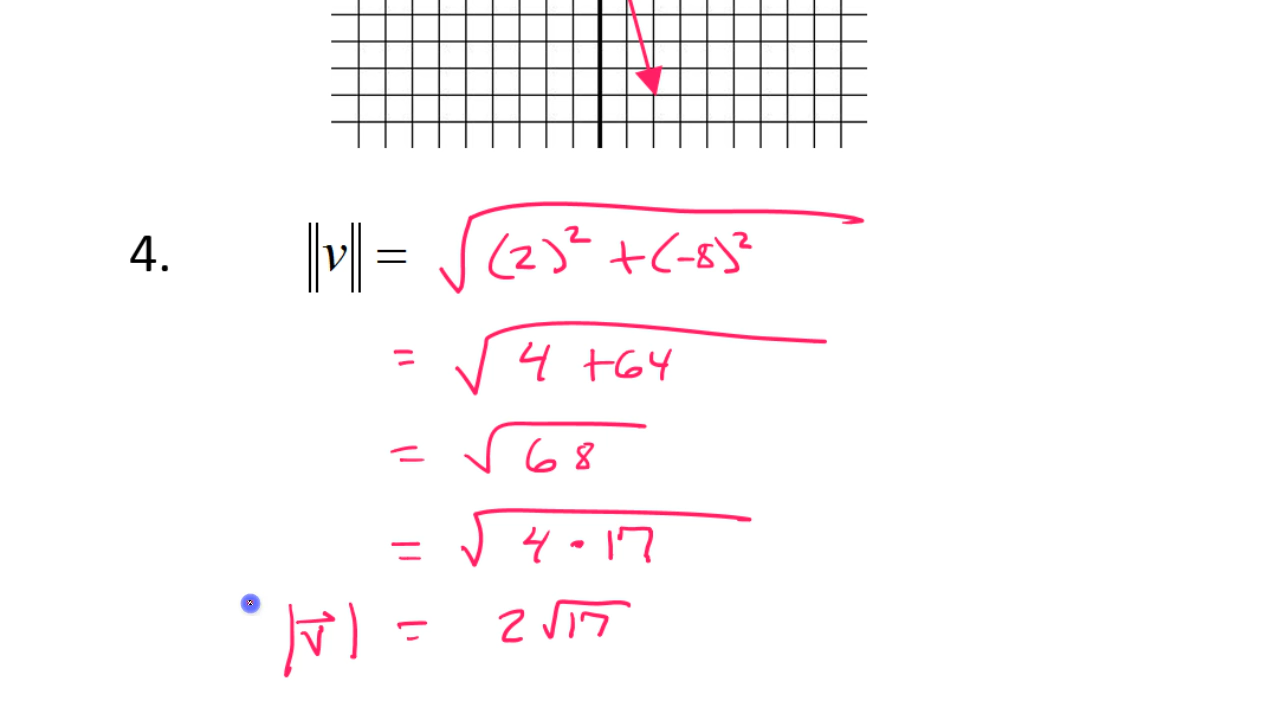 4. ‖v‖ = √(2)² + (-8)²
= √4 + 64
= √68
= √4 · 17
|v⃗| = 2√17